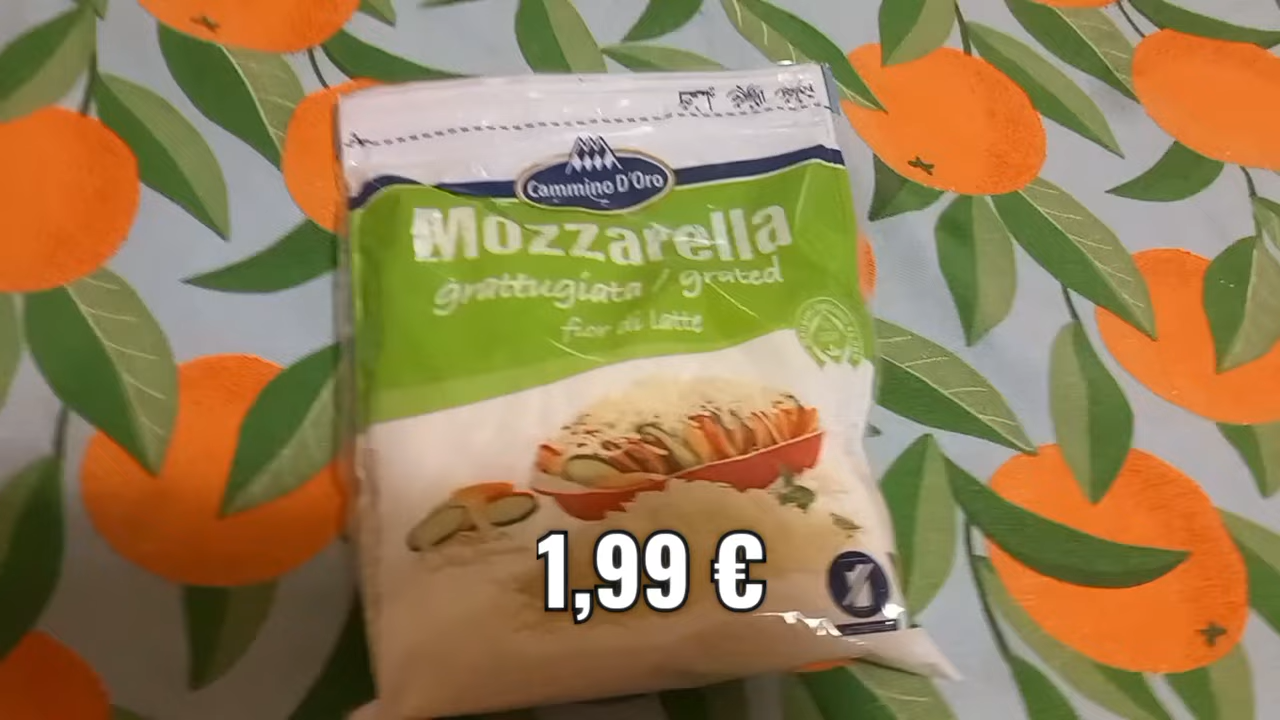 Cammino D'Oro
Mozzarella
grattugiata / grated
fior di latte
1,99 €